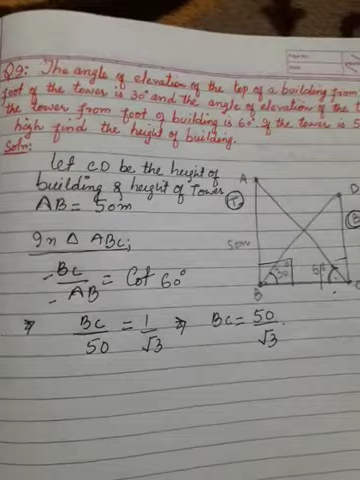 Q9: The angle of elevation of the top of a building from
foot of the tower is 30° and the angle of elevation of the
the tower from foot of building is 60°. If the tower is 5
high find the height of building.
Soln:
let CD be the height of
building & height of Tower
AB = 50m
In Δ ABC;
BC/AB = Cot 60°
⇒ BC/50 = 1/√3 ⇒ BC = 50/√3.
A
D
T
B
50m
30°
6
B
C